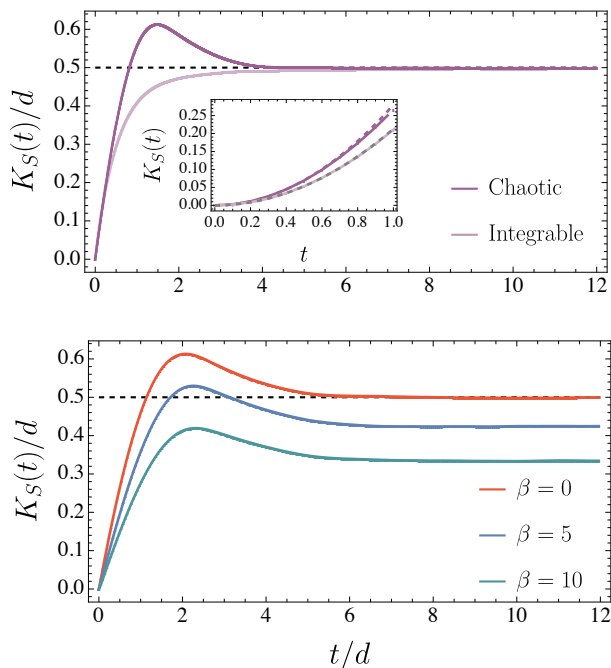 K_S(t)/d
0.6
0.5
0.4
0.3
0.2
0.1
0.0
K_S(t)
0.25
0.20
0.15
0.10
0.05
0.00
0.0 0.2 0.4 0.6 0.8 1.0
t
Chaotic
Integrable
0 2 4 6 8 10 12
K_S(t)/d
0.6
0.5
0.4
0.3
0.2
0.1
0.0
β = 0
β = 5
β = 10
0 2 4 6 8 10 12
t/d